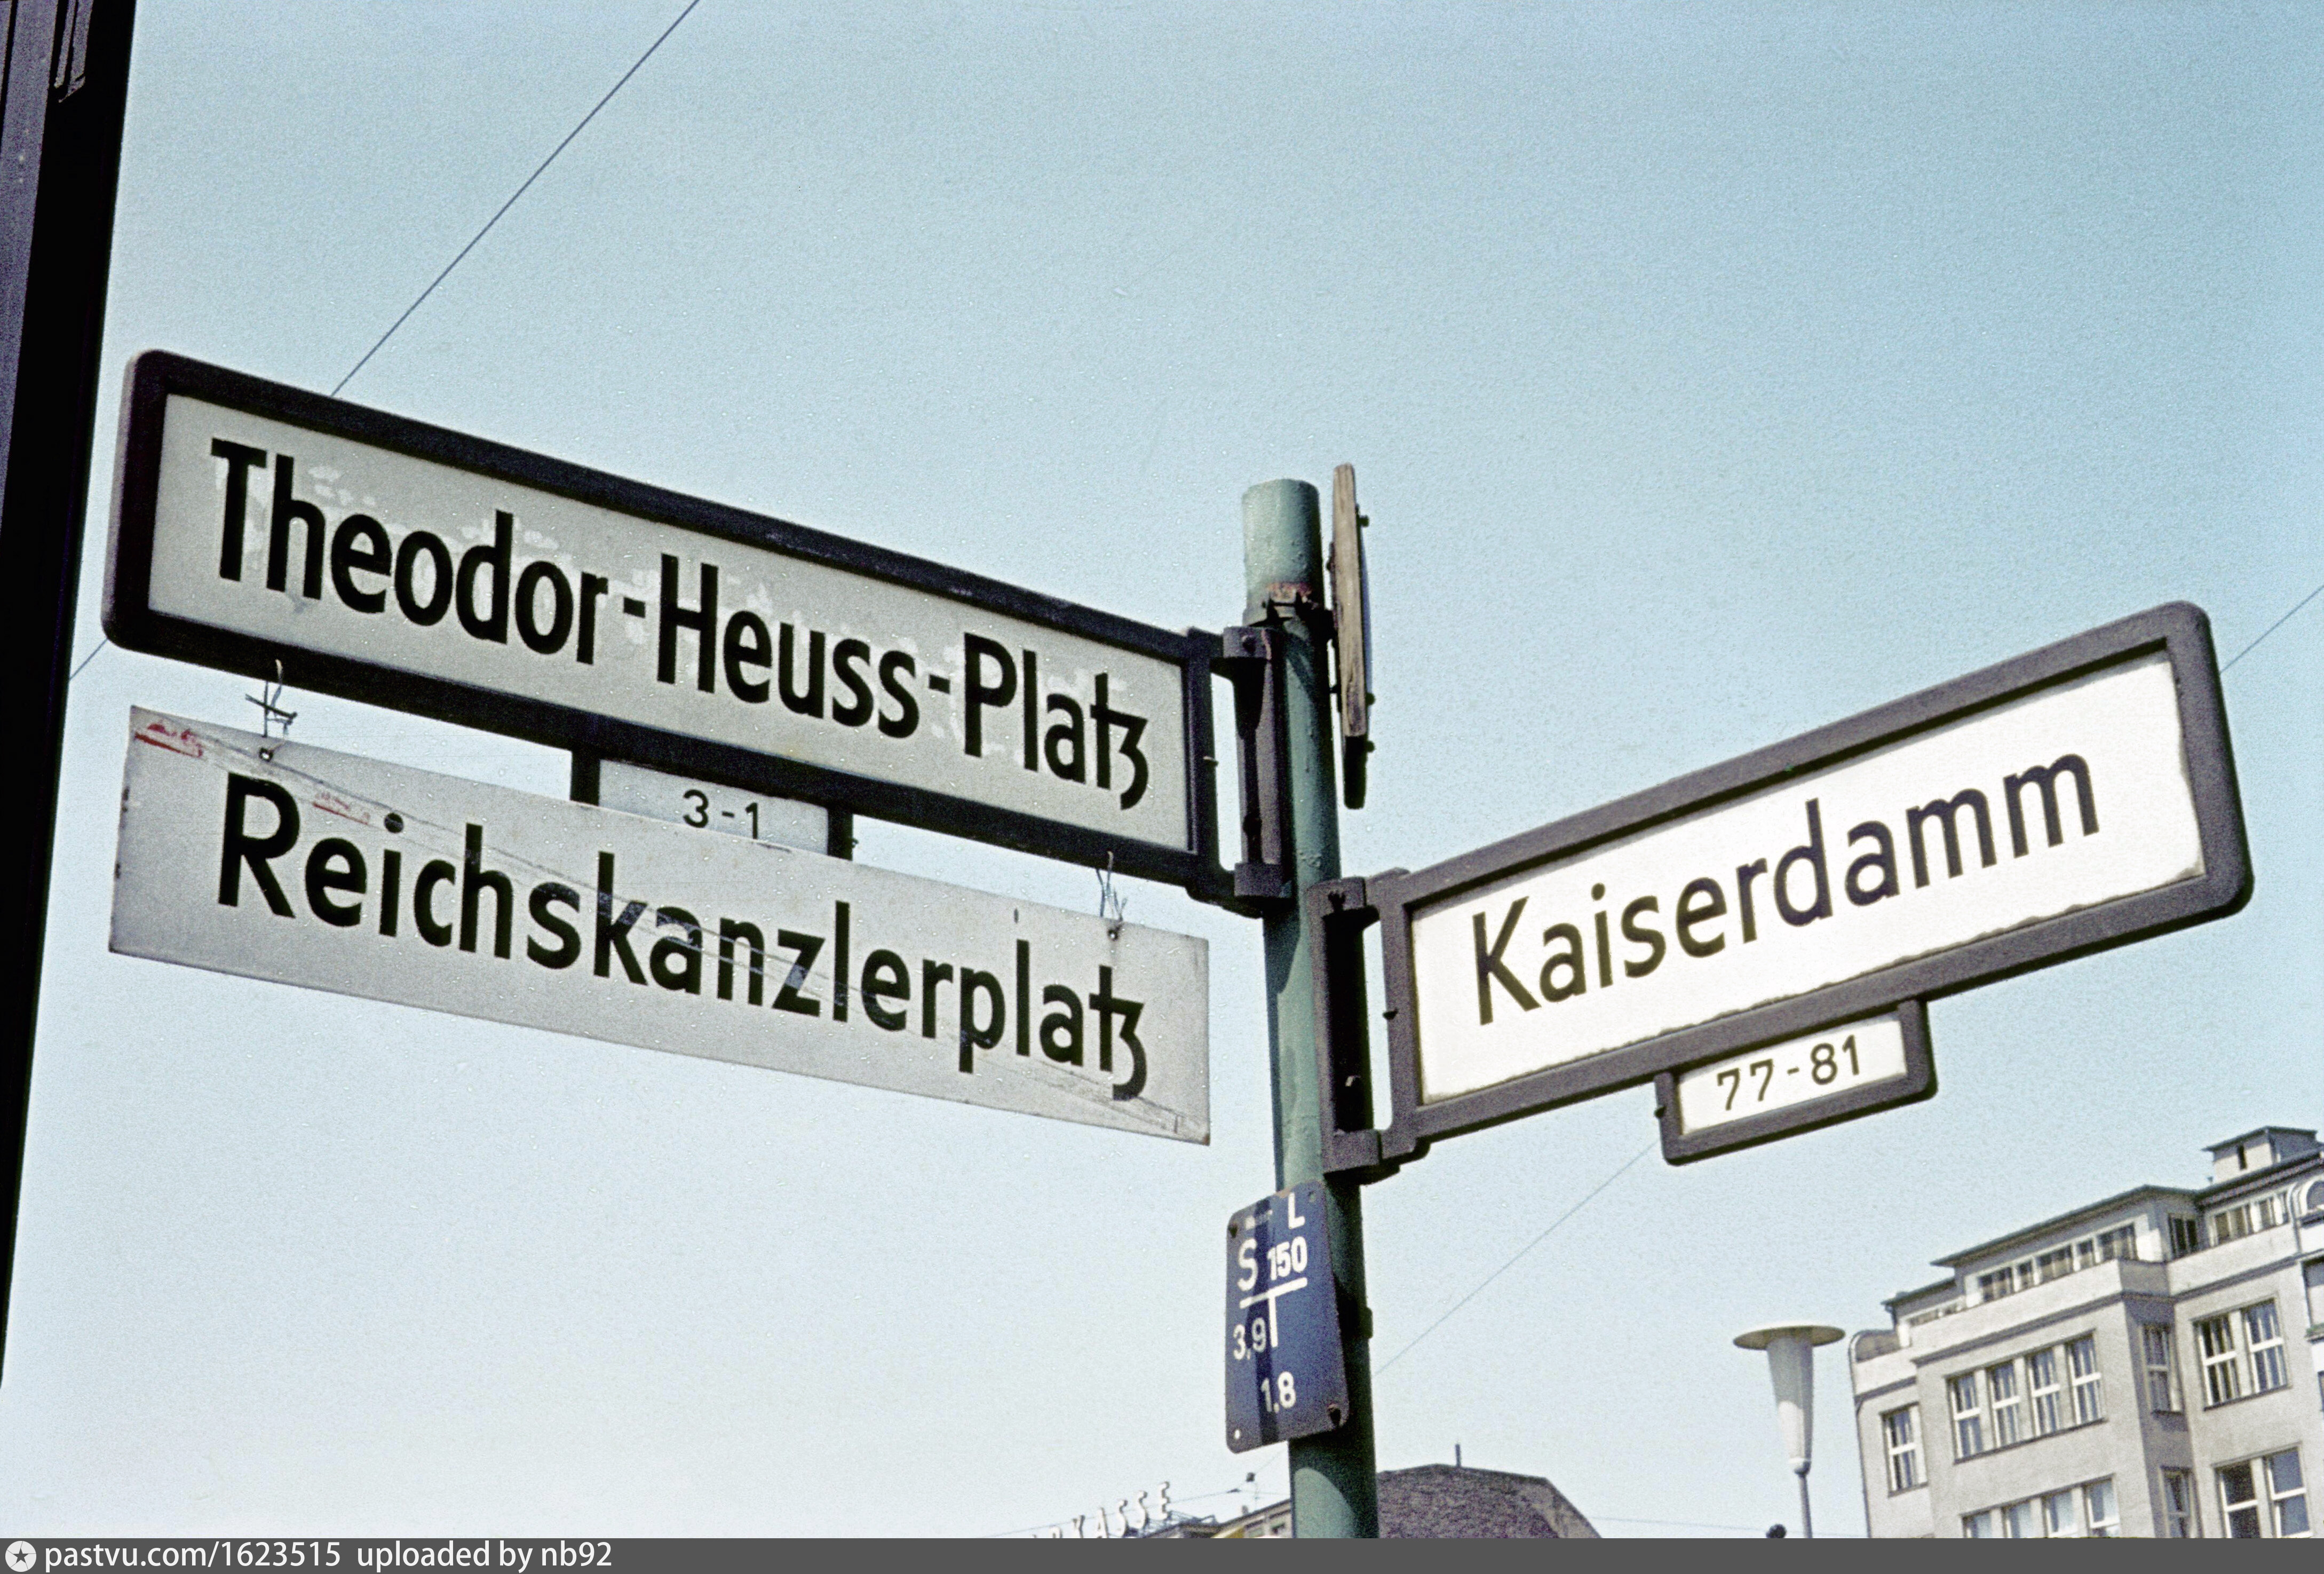 Theodor-Heuss-Platz
3-1
Reichskanzlerplatz
Kaiserdamm
77-81
L
S 150
T
3,9
1,8
KASSE
pastvu.com/1623515 uploaded by nb92